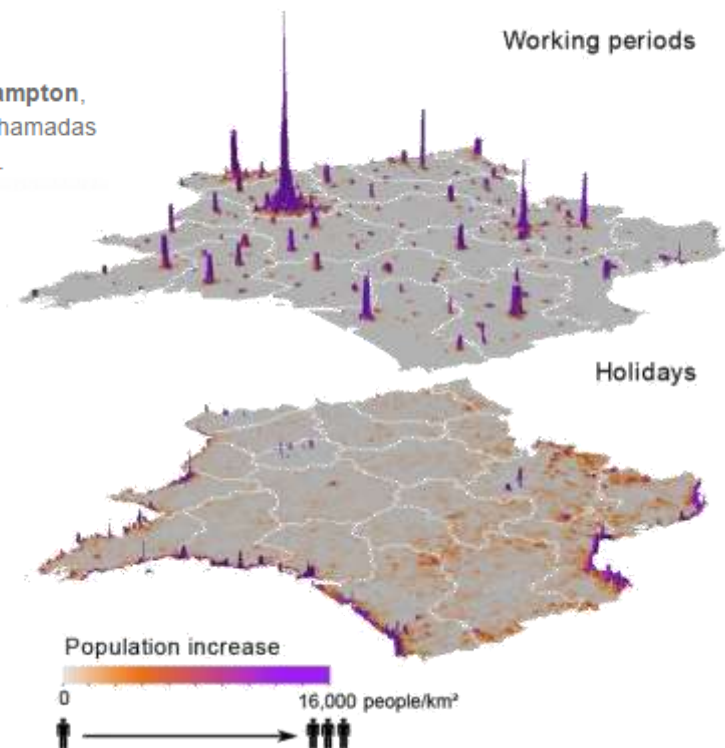 Working periods
ampton,
hamadas
Holidays
Population increase
0
16,000 people/km²